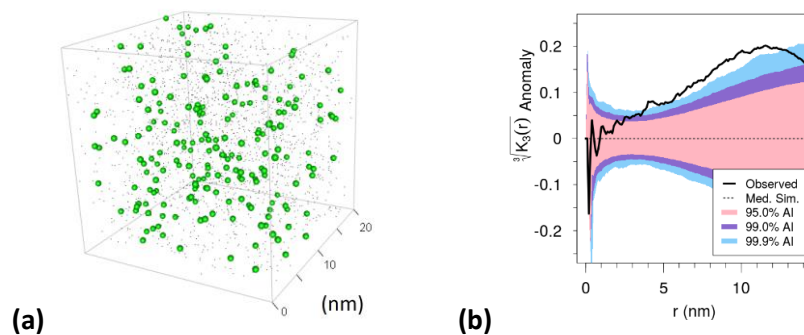 20
10
0
(nm)
(a)
∛K₃(r) Anomaly
0.2
0.1
0
-0.1
-0.2
Observed
Med. Sim.
95.0% AI
99.0% AI
99.9% AI
0
5
10
r (nm)
(b)